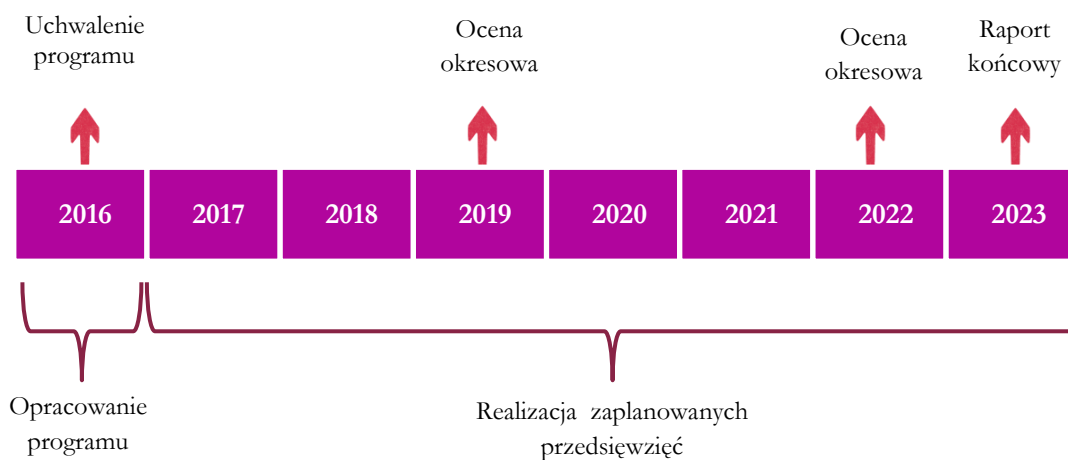 Uchwalenie
programu
Ocena
okresowa
Ocena
okresowa
Raport
końcowy
2016
2017
2018
2019
2020
2021
2022
2023
Opracowanie
programu
Realizacja zaplanowanych
przedsięwzięć